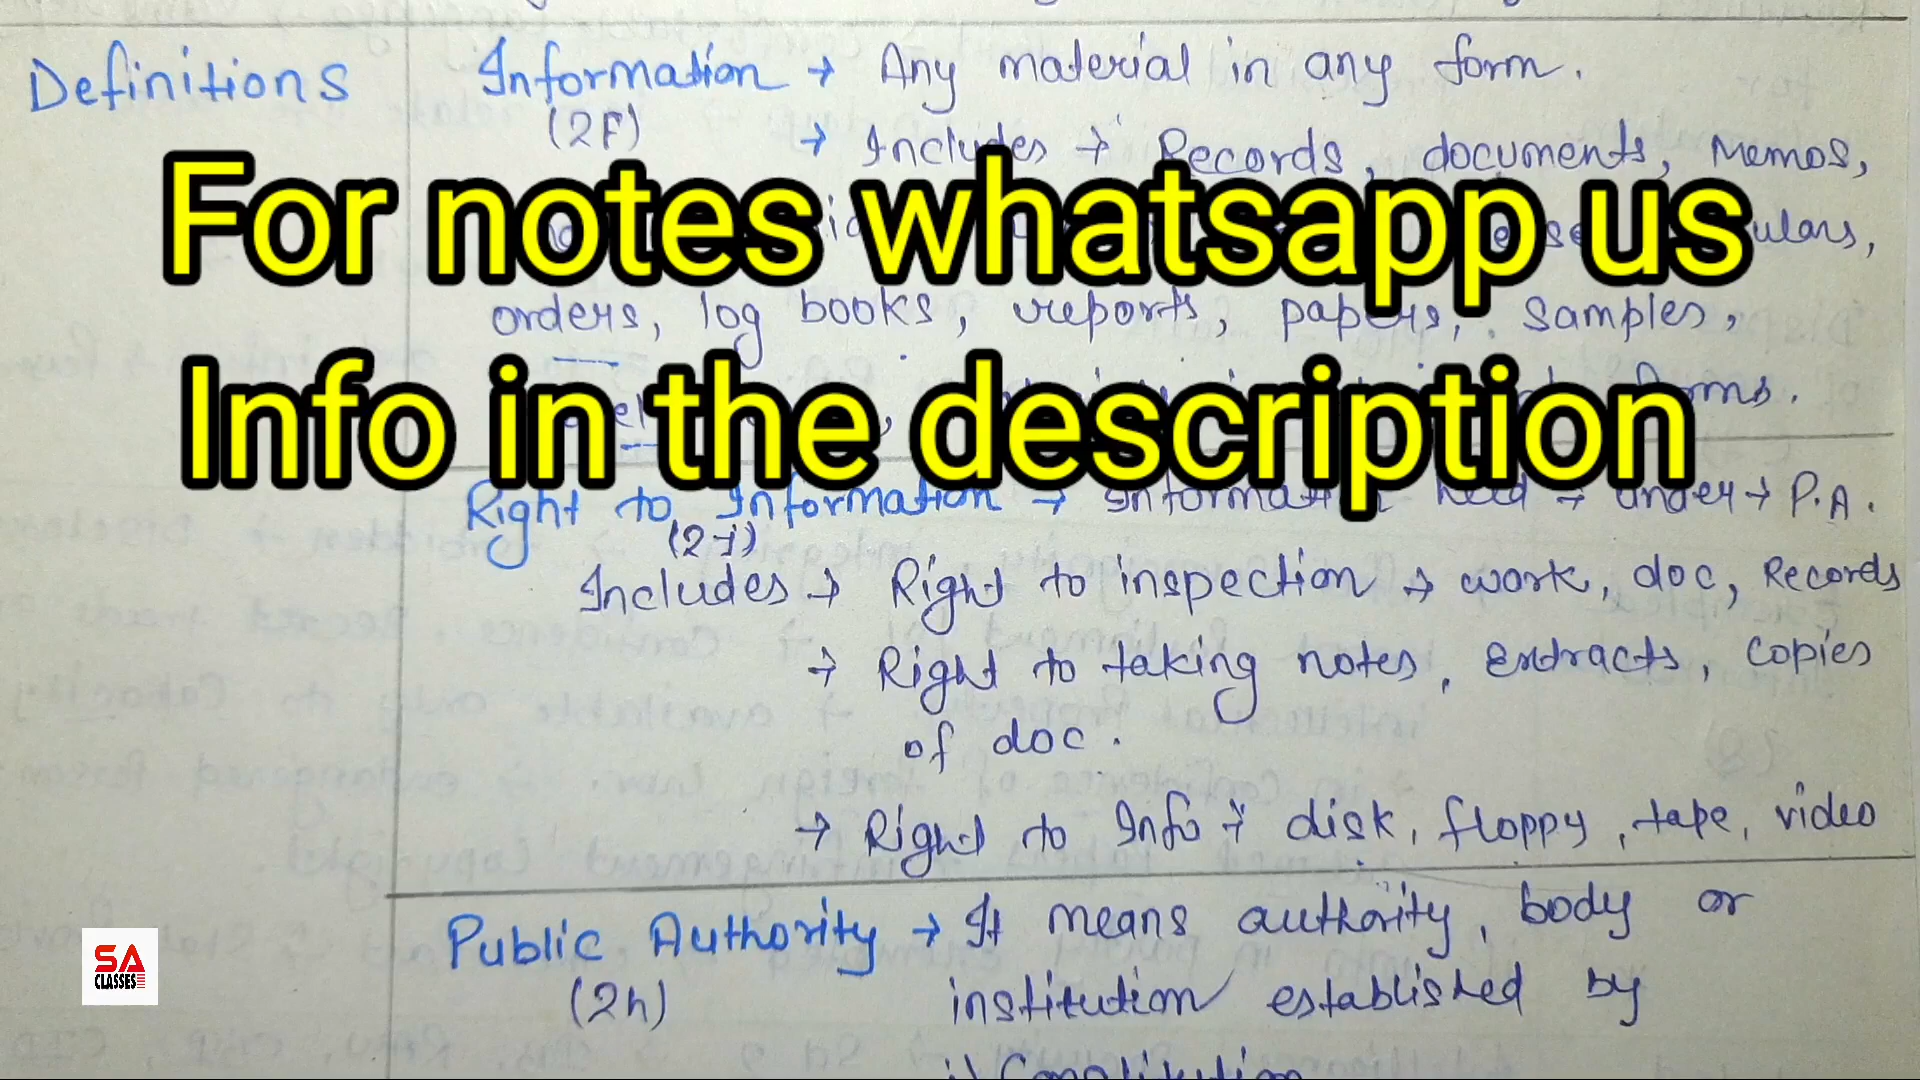 Definitions
Information → Any material in any form.
(2F)
→ Includes → Records, documents, Memos,
For notes whatsapp us
orders, log books, reports, papers, samples,
forms.
Info in the description
Right to Information → Information → held → under → P.A.
(2-j)
Includes → Right to inspection → work, doc, Records
→ Right to taking notes, extracts, copies
of doc.
→ Right to Info → disk, floppy, tape, video
Public Authority → It means authority, body or
(2h)
institution established by
i) Constitution
SA
CLASSES